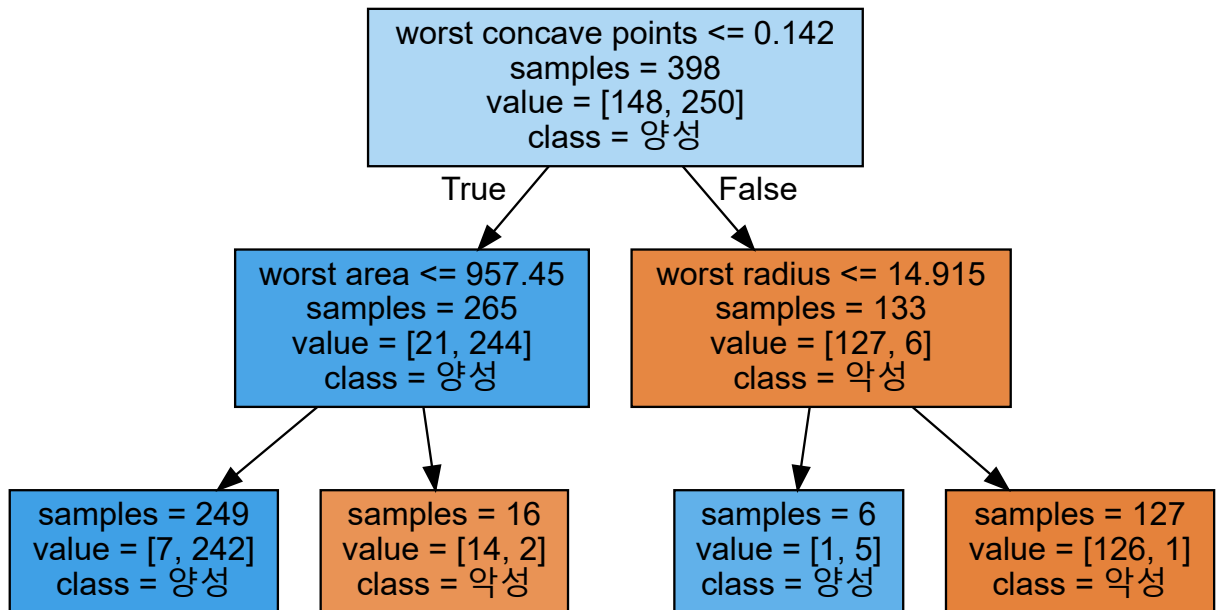 worst concave points <= 0.142
samples = 398
value = [148, 250]
class = 양성
True
False
worst area <= 957.45
samples = 265
value = [21, 244]
class = 양성
worst radius <= 14.915
samples = 133
value = [127, 6]
class = 악성
samples = 249
value = [7, 242]
class = 양성
samples = 16
value = [14, 2]
class = 악성
samples = 6
value = [1, 5]
class = 양성
samples = 127
value = [126, 1]
class = 악성